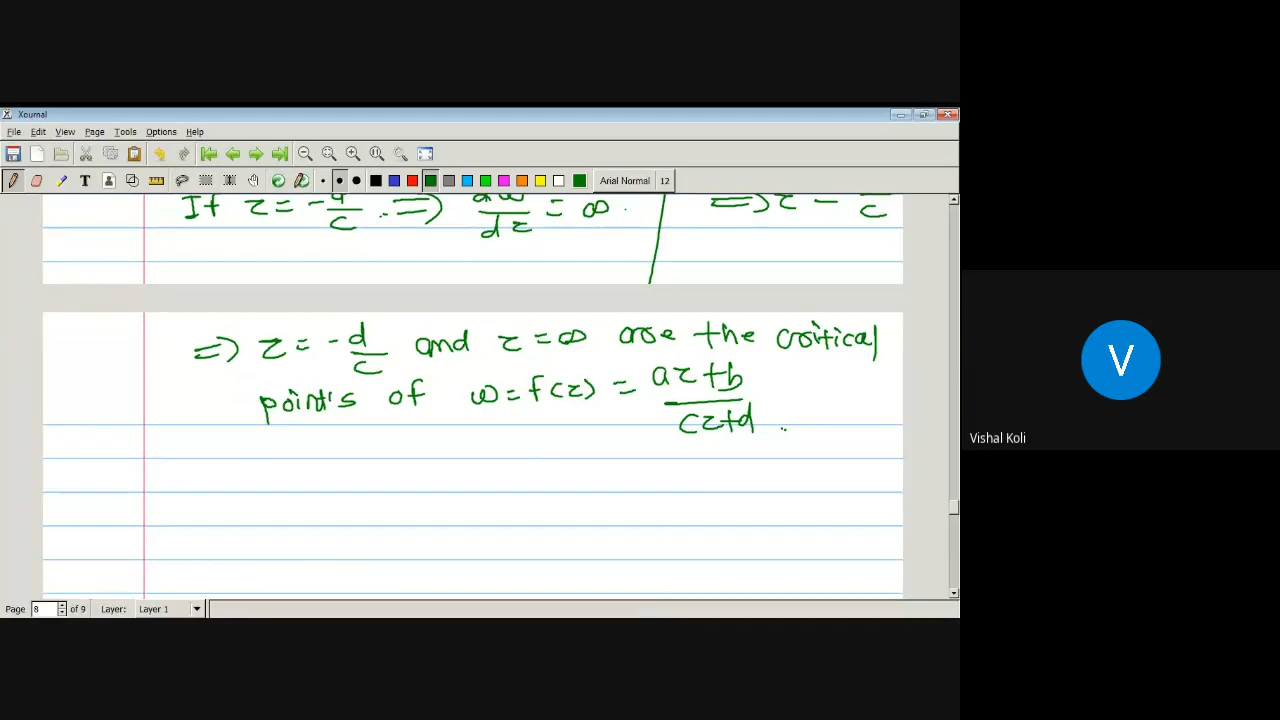 Xournal
File Edit View Page Tools Options Help
Arial Normal 12
If z = -d/c . => dw/dz = ∞ .
=> z - /c
=> z = -d/c and z = ∞ are the critical
points of w = f(z) = az+b/cz+d .
Vishal Koli
V
Page 8 of 9 Layer: Layer 1